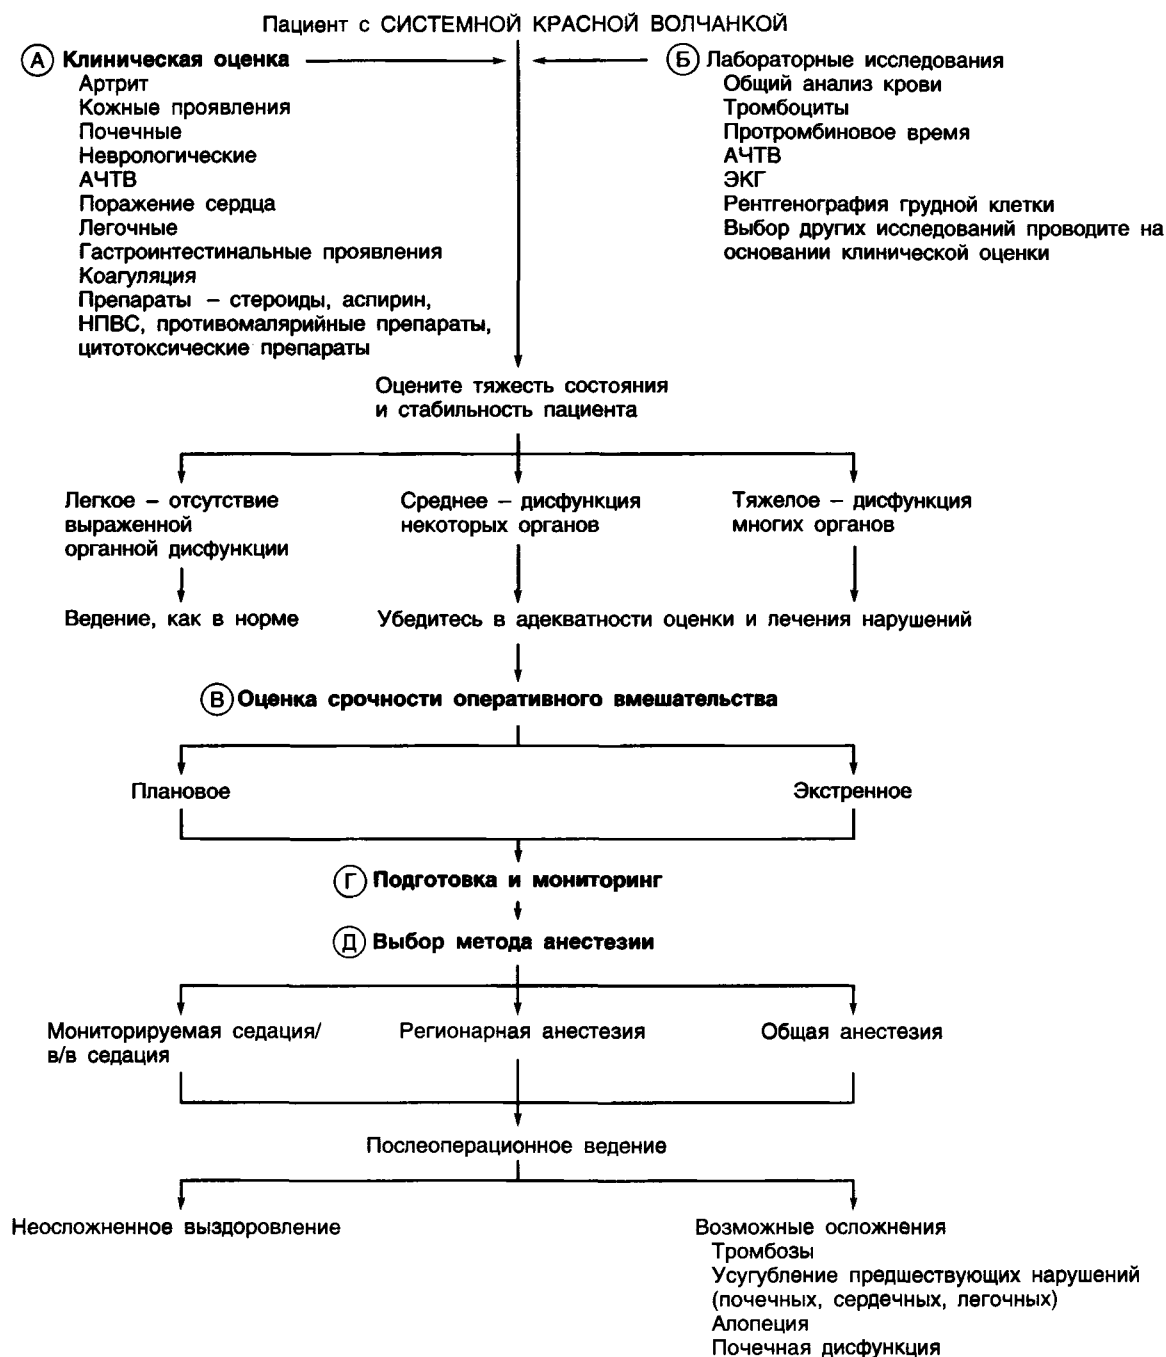 Пациент с СИСТЕМНОЙ КРАСНОЙ ВОЛЧАНКОЙ
А Клиническая оценка
Артрит
Кожные проявления
Почечные
Неврологические
АЧТВ
Поражение сердца
Легочные
Гастроинтестинальные проявления
Коагуляция
Препараты – стероиды, аспирин,
НПВС, противомалярийные препараты,
цитотоксические препараты
Б Лабораторные исследования
Общий анализ крови
Тромбоциты
Протромбиновое время
АЧТВ
ЭКГ
Рентгенография грудной клетки
Выбор других исследований проводите на
основании клинической оценки
Оцените тяжесть состояния
и стабильность пациента
Легкое – отсутствие
выраженной
органной дисфункции
Среднее – дисфункция
некоторых органов
Тяжелое – дисфункция
многих органов
Ведение, как в норме
Убедитесь в адекватности оценки и лечения нарушений
В Оценка срочности оперативного вмешательства
Плановое
Экстренное
Г Подготовка и мониторинг
Д Выбор метода анестезии
Мониторируемая седация/
в/в седация
Регионарная анестезия
Общая анестезия
Послеоперационное ведение
Неосложненное выздоровление
Возможные осложнения
Тромбозы
Усугубление предшествующих нарушений
(почечных, сердечных, легочных)
Алопеция
Почечная дисфункция